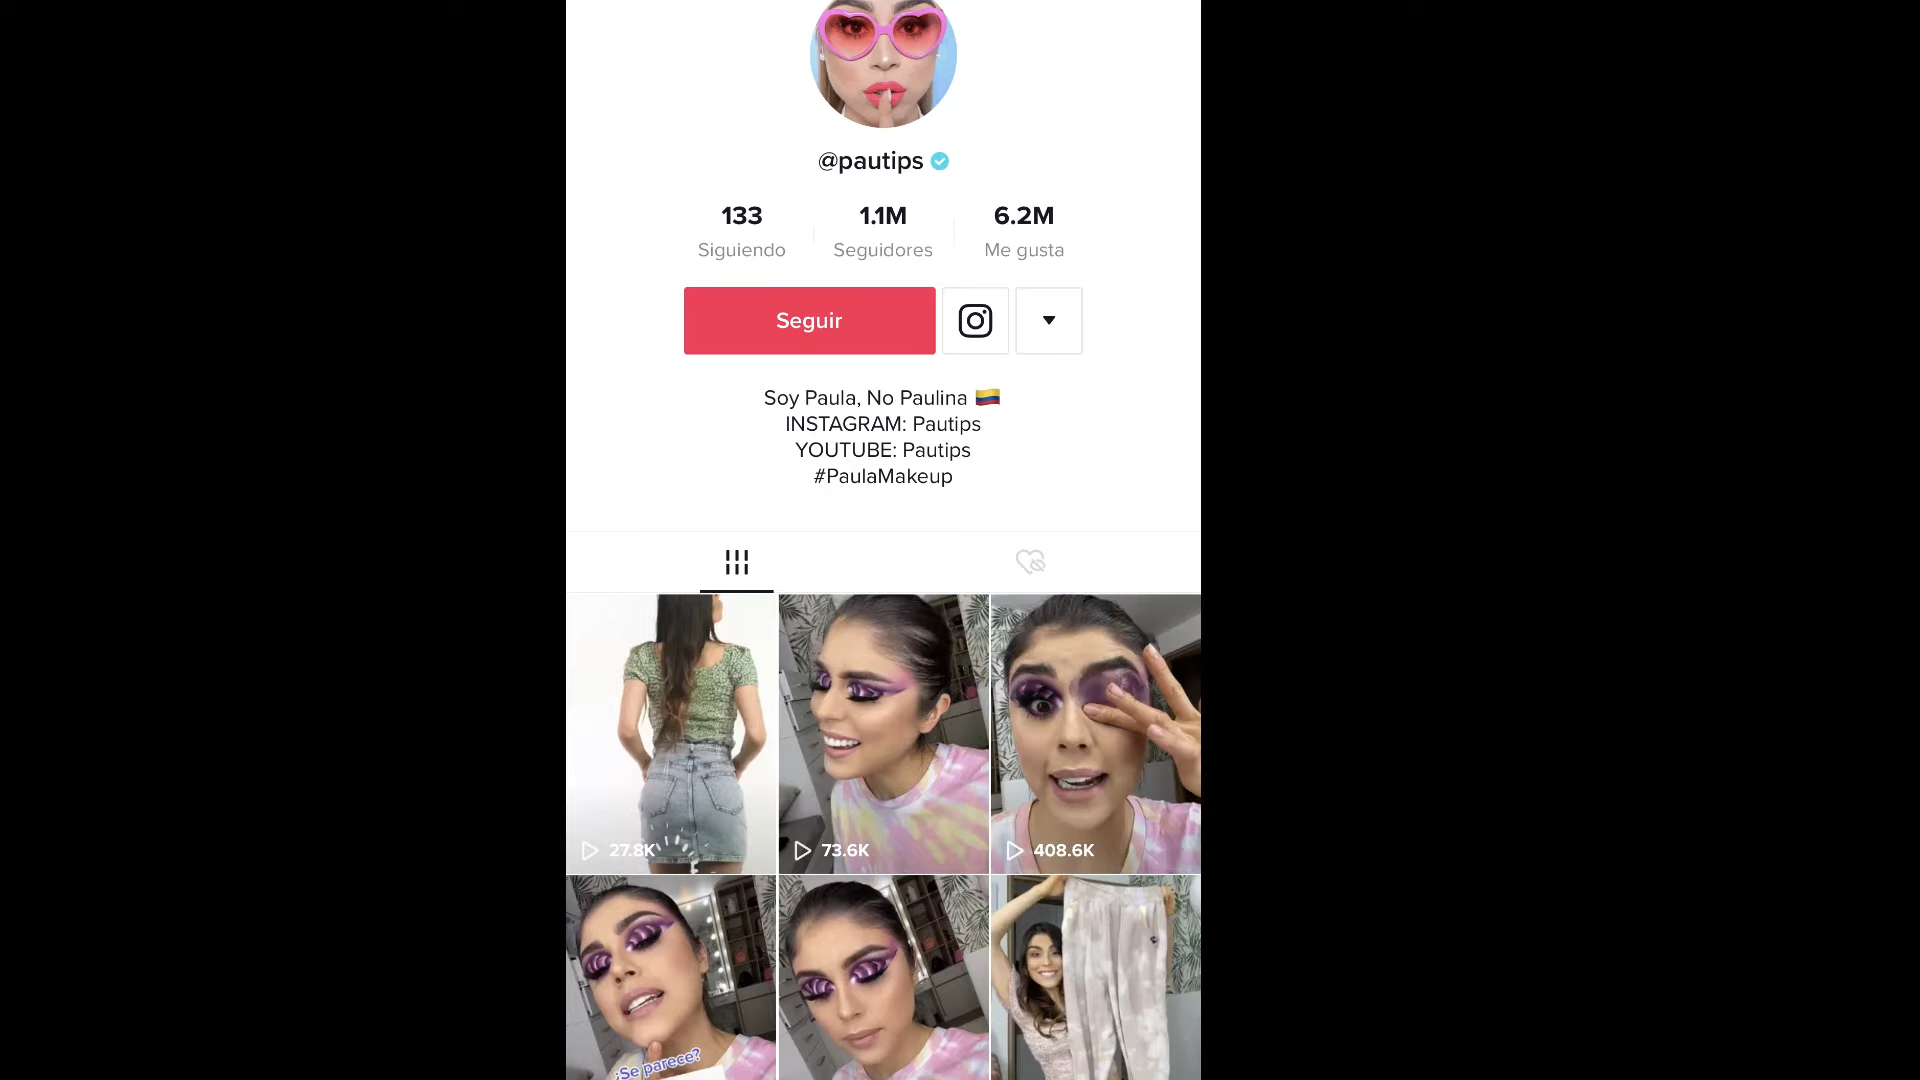 @pautips
133 1.1M 6.2M
Siguiendo Seguidores Me gusta
Seguir
Soy Paula, No Paulina
INSTAGRAM: Pautips
YOUTUBE: Pautips
#PaulaMakeup
27.8K 73.6K 408.6K
¿Se parece?